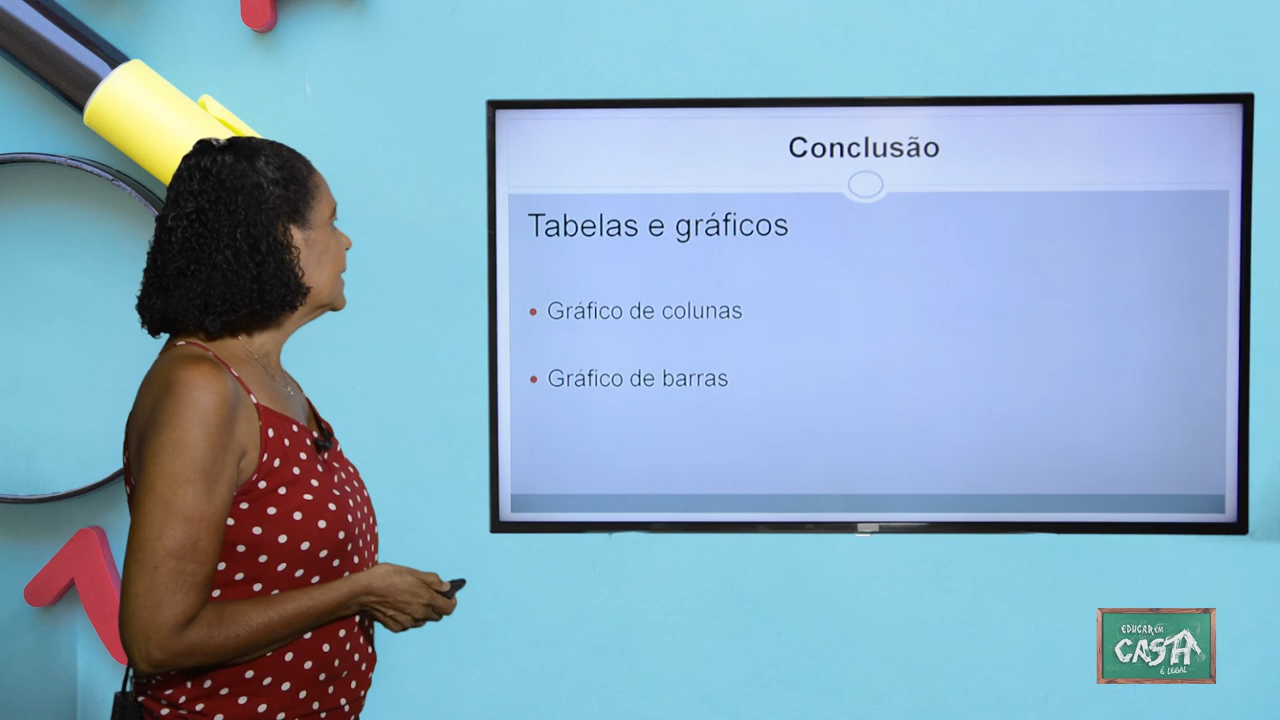 Conclusão
Tabelas e gráficos
Gráfico de colunas
Gráfico de barras
EDUCAR EM
CASA
É LEGAL